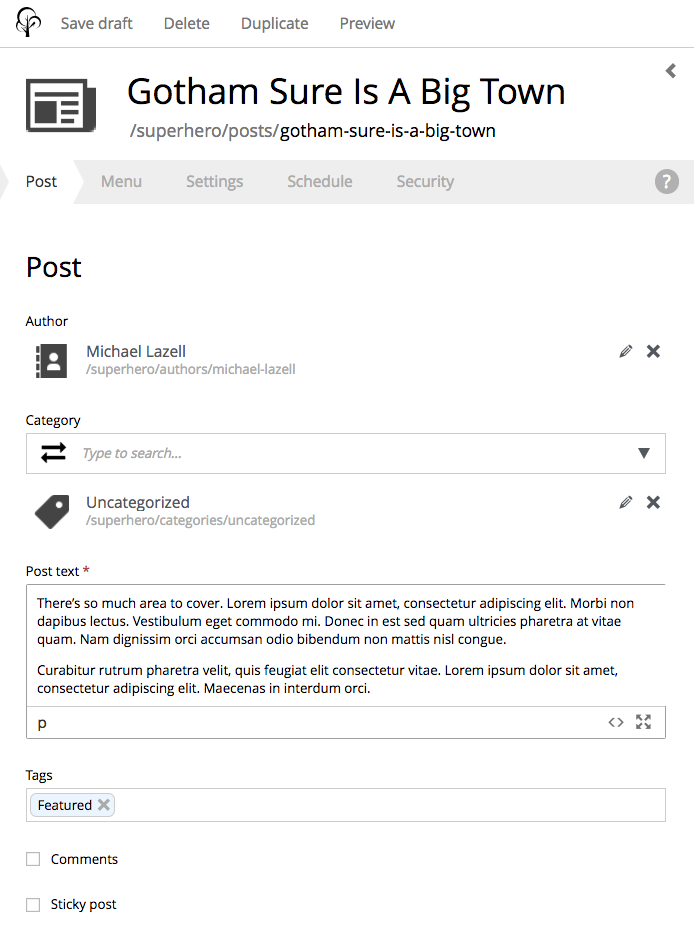 Save draft Delete Duplicate Preview
Gotham Sure Is A Big Town
/superhero/posts/gotham-sure-is-a-big-town
Post Menu Settings Schedule Security ?
Post
Author
Michael Lazell
/superhero/authors/michael-lazell
Category
Type to search...
Uncategorized
/superhero/categories/uncategorized
Post text *
There’s so much area to cover. Lorem ipsum dolor sit amet, consectetur adipiscing elit. Morbi non
dapibus lectus. Vestibulum eget commodo mi. Donec in est sed quam ultricies pharetra at vitae
quam. Nam dignissim orci accumsan odio bibendum non mattis nisl congue.
Curabitur rutrum pharetra velit, quis feugiat elit consectetur vitae. Lorem ipsum dolor sit amet,
consectetur adipiscing elit. Maecenas in interdum orci.
p
Tags
Featured
Comments
Sticky post